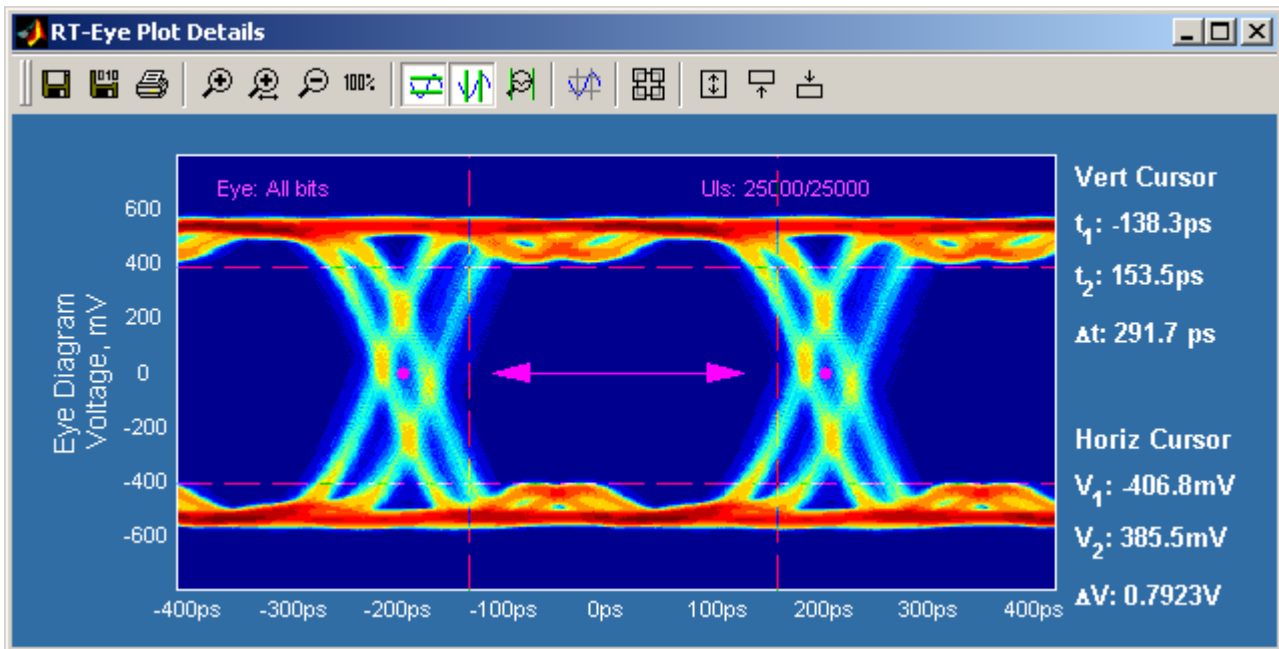 RT-Eye Plot Details
010
100%
Eye: All bits
UIs: 25000/25000
600
400
200
0
-200
-400
-600
Eye Diagram
Voltage, mV
-400ps
-300ps
-200ps
-100ps
0ps
100ps
200ps
300ps
400ps
Vert Cursor
t1: -138.3ps
t2: 153.5ps
Δt: 291.7 ps
Horiz Cursor
V1: -406.8mV
V2: 385.5mV
ΔV: 0.7923V